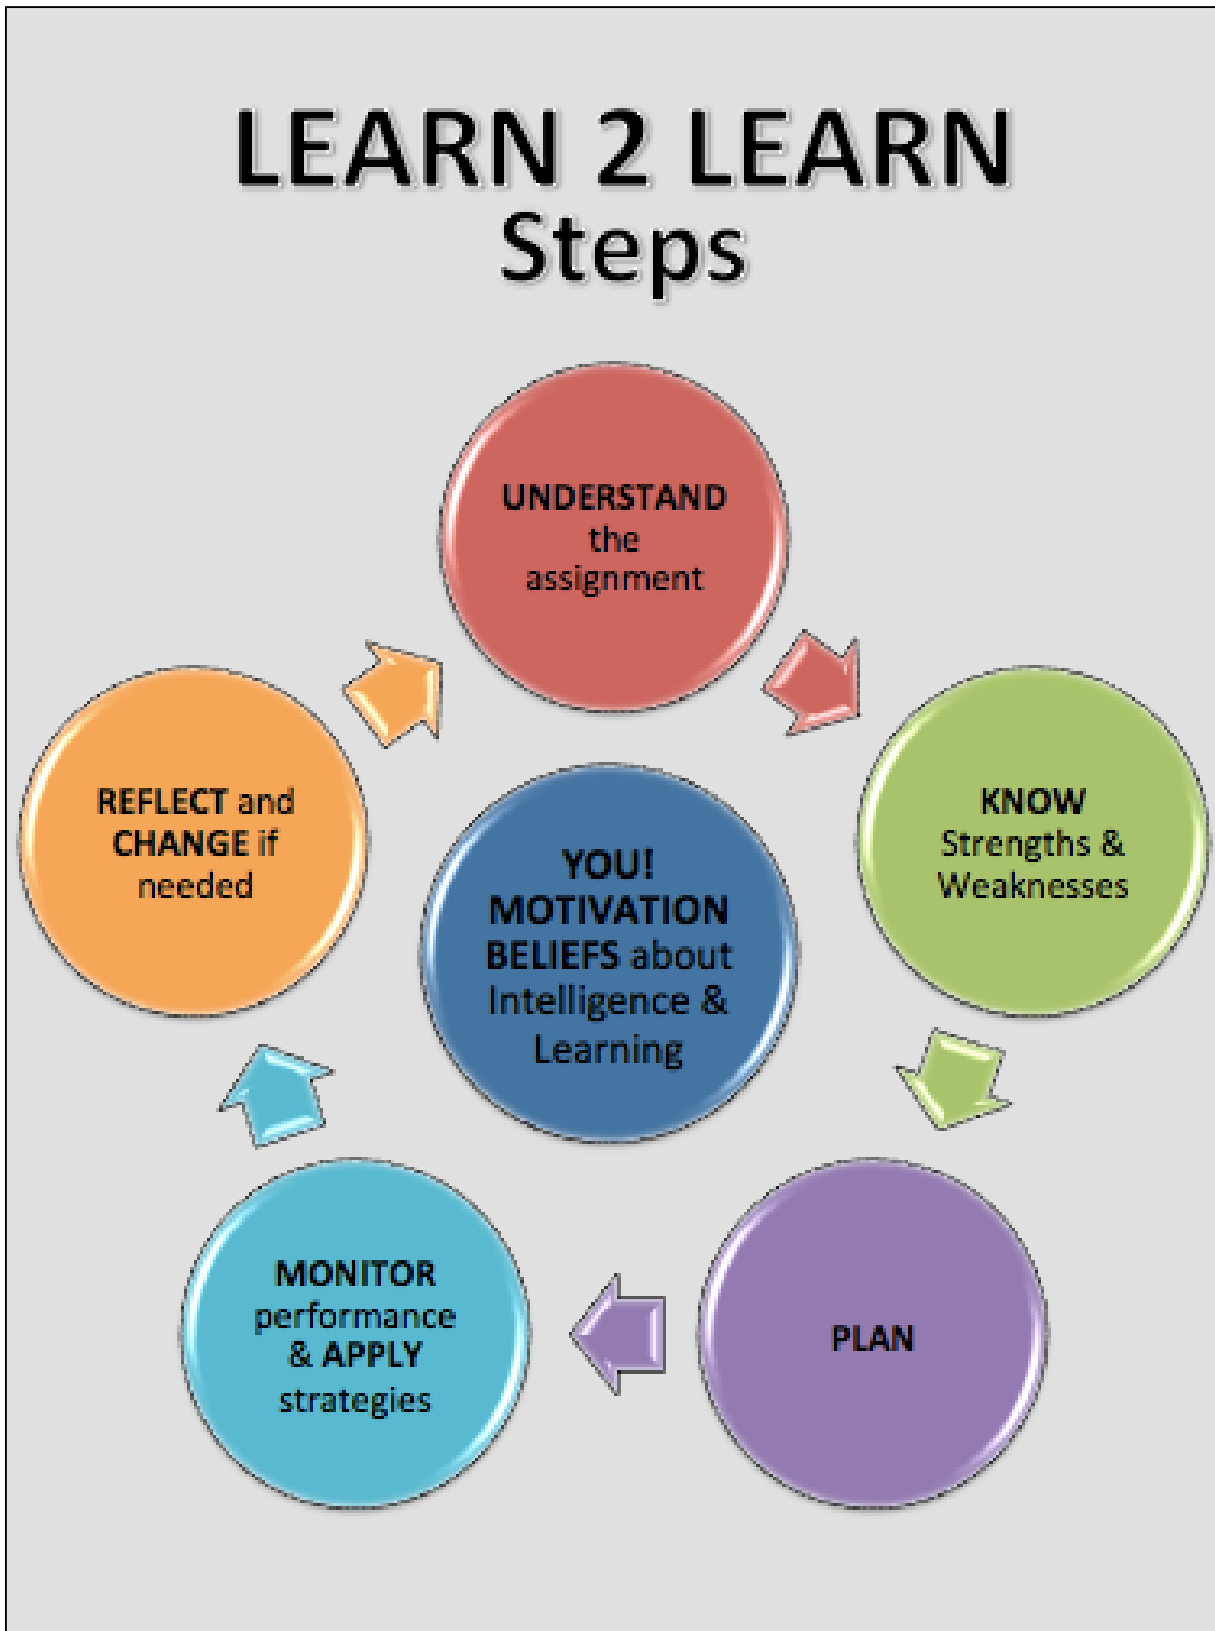 LEARN 2 LEARN
Steps
UNDERSTAND
the
assignment
KNOW
Strengths &
Weaknesses
PLAN
MONITOR
performance
& APPLY
strategies
REFLECT and
CHANGE if
needed
YOU!
MOTIVATION
BELIEFS about
Intelligence &
Learning